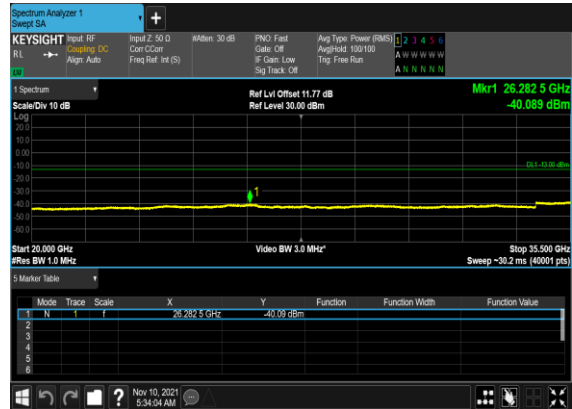 Spectrum Analyzer 1
Swept SA
+
KEYSIGHT Input: RF Input Z: 50 Ω #Atten: 30 dB PNO: Fast Avg Type: Power (RMS) 1 2 3 4 5 6
RL Coupling: DC Corr CCorr Gate: Off Avg|Hold: 100/100 A W W W W W
Align: Auto Freq Ref: Int (S) IF Gain: Low Trig: Free Run
Sig Track: Off A N N N N N
1 Spectrum Ref Lvl Offset 11.77 dB Mkr1 26.282 5 GHz
Scale/Div 10 dB Ref Level 30.00 dBm -40.089 dBm
Log
20.0
10.0
0.00
-10.0 DL1 -13.00 dBm
-20.0
-30.0 1
-40.0
-50.0
-60.0
Start 20.000 GHz Video BW 3.0 MHz* Stop 35.500 GHz
#Res BW 1.0 MHz Sweep ~30.2 ms (40001 pts)
5 Marker Table
Mode Trace Scale X Y Function Function Width Function Value
1 N 1 f 26.282 5 GHz -40.09 dBm
2
3
4
5
6
? Nov 10, 2021
5:34:04 AM